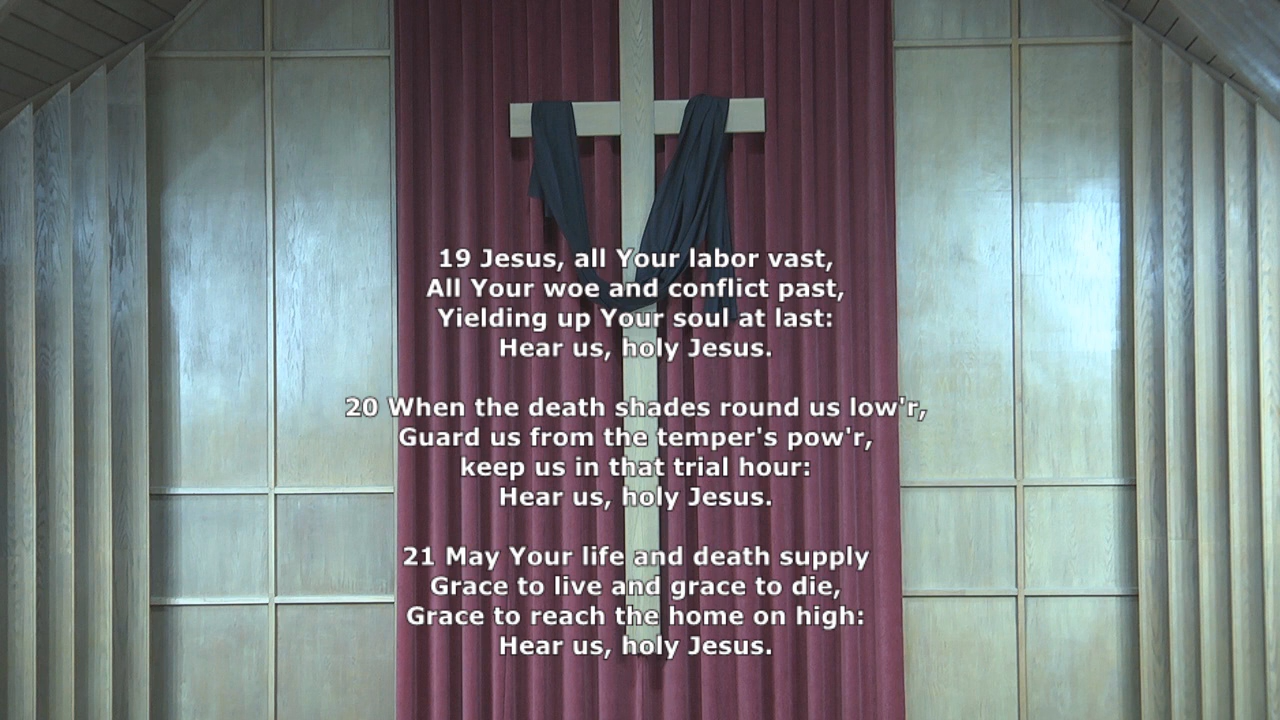 19 Jesus, all Your labor vast,
All Your woe and conflict past,
Yielding up Your soul at last:
Hear us, holy Jesus.
20 When the death shades round us low'r,
Guard us from the temper's pow'r,
keep us in that trial hour:
Hear us, holy Jesus.
21 May Your life and death supply
Grace to live and grace to die,
Grace to reach the home on high:
Hear us, holy Jesus.